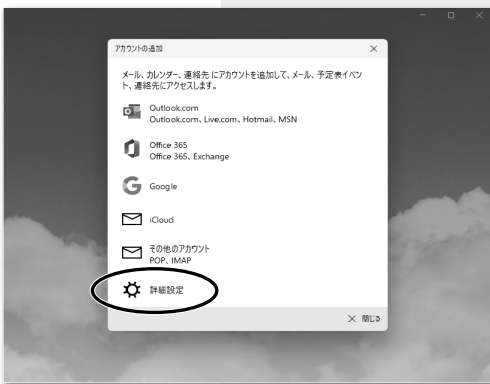 アカウントの追加
メール、カレンダー、連絡先 にアカウントを追加して、メール、予定表イベン
ト、連絡先にアクセスします。
Outlook.com
Outlook.com、Live.com、Hotmail、MSN
Office 365
Office 365、Exchange
Google
iCloud
その他のアカウント
POP、IMAP
詳細設定
閉じる